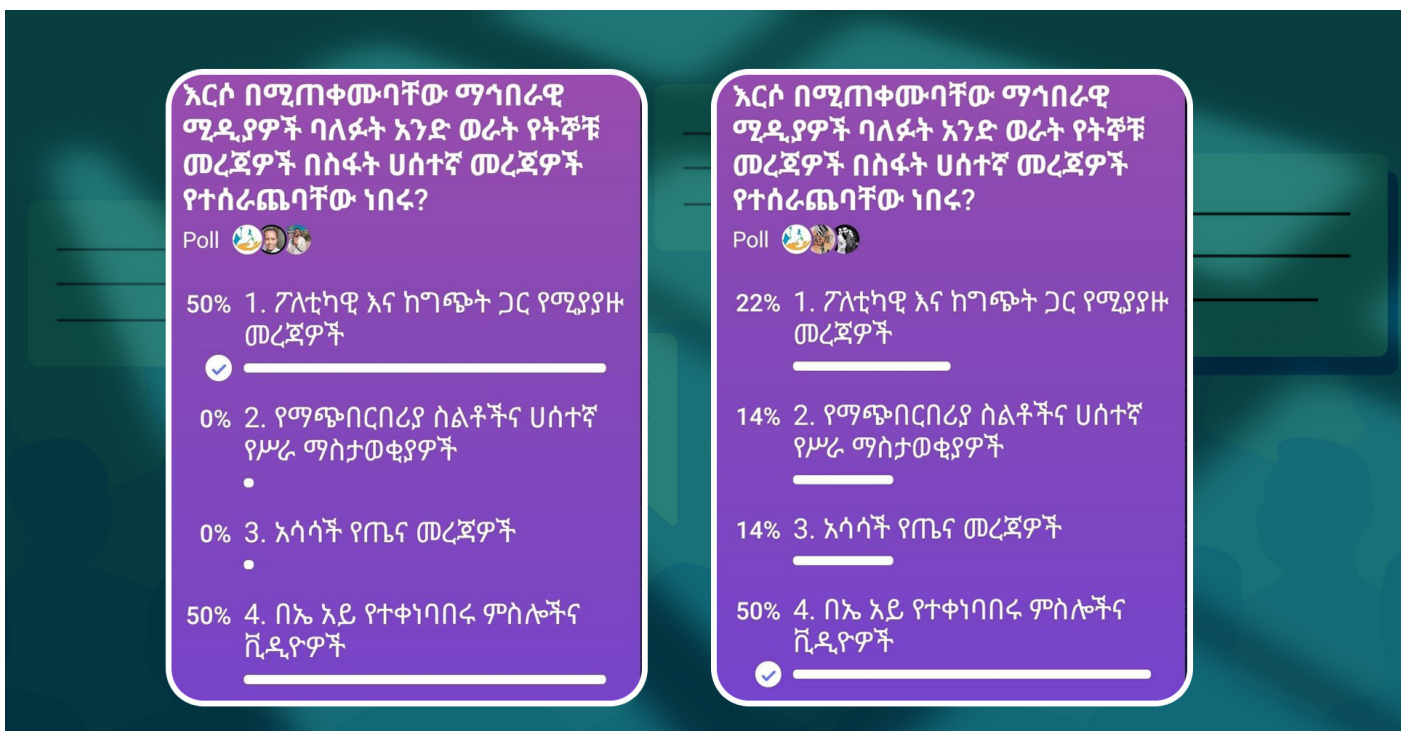 እርሶ በሚጠቀሙባቸው ማኅበራዊ
ሚዲያዎች ባለፉት አንድ ወራት የትኞቹ
መረጃዎች በስፋት ሀሰተኛ መረጃዎች
የተሰራጨባቸው ነበሩ?
Poll
50% 1. ፖለቲካዊ እና ከግጭት ጋር የሚያያዙ
መረጃዎች
0% 2. የማጭበርበሪያ ስልቶችና ሀሰተኛ
የሥራ ማስታወቂያዎች
0% 3. አሳሳች የጤና መረጃዎች
50% 4. በኤ አይ የተቀነባበሩ ምስሎችና
ቪዲዮዎች
እርሶ በሚጠቀሙባቸው ማኅበራዊ
ሚዲያዎች ባለፉት አንድ ወራት የትኞቹ
መረጃዎች በስፋት ሀሰተኛ መረጃዎች
የተሰራጨባቸው ነበሩ?
Poll
22% 1. ፖለቲካዊ እና ከግጭት ጋር የሚያያዙ
መረጃዎች
14% 2. የማጭበርበሪያ ስልቶችና ሀሰተኛ
የሥራ ማስታወቂያዎች
14% 3. አሳሳች የጤና መረጃዎች
50% 4. በኤ አይ የተቀነባበሩ ምስሎችና
ቪዲዮዎች